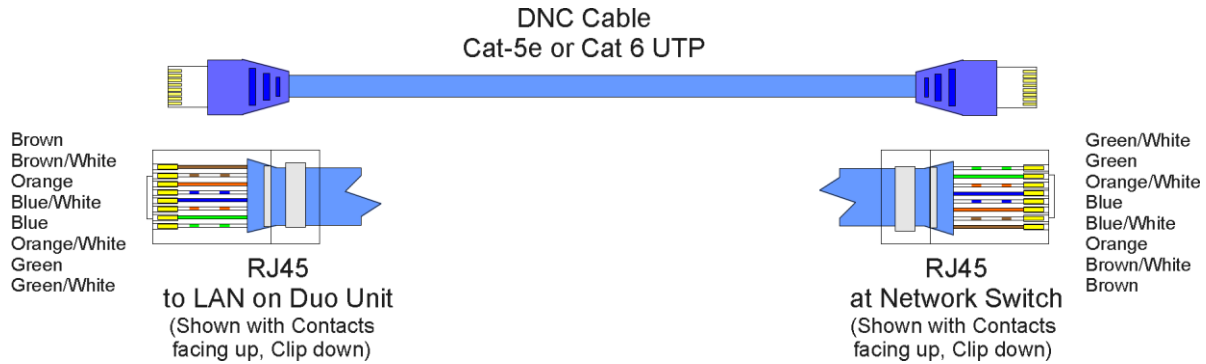 DNC Cable
Cat-5e or Cat 6 UTP
Brown
Brown/White
Orange
Blue/White
Blue
Orange/White
Green
Green/White
RJ45
to LAN on Duo Unit
(Shown with Contacts
facing up, Clip down)
Green/White
Green
Orange/White
Blue
Blue/White
Orange
Brown/White
Brown
RJ45
at Network Switch
(Shown with Contacts
facing up, Clip down)